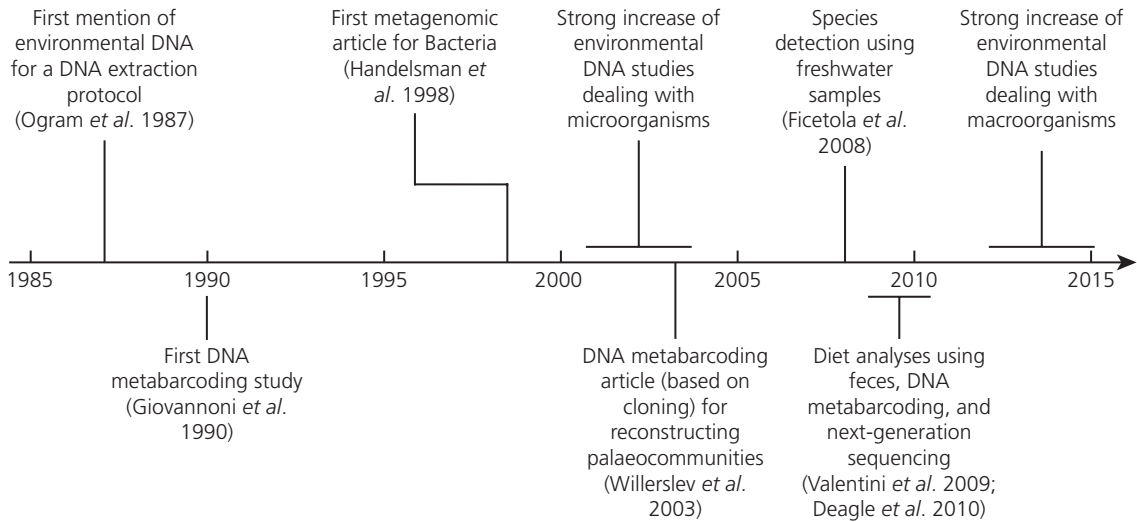 First mention of
environmental DNA
for a DNA extraction
protocol
(Ogram et al. 1987)
First metagenomic
article for Bacteria
(Handelsman et
al. 1998)
Strong increase of
environmental
DNA studies
dealing with
microorganisms
Species
detection using
freshwater
samples
(Ficetola et al.
2008)
Strong increase of
environmental
DNA studies
dealing with
macroorganisms
1985
1990
1995
2000
2005
2010
2015
First DNA
metabarcoding study
(Giovannoni et al.
1990)
DNA metabarcoding
article (based on
cloning) for
reconstructing
palaeocommunities
(Willerslev et al.
2003)
Diet analyses using
feces, DNA
metabarcoding, and
next-generation
sequencing
(Valentini et al. 2009;
Deagle et al. 2010)